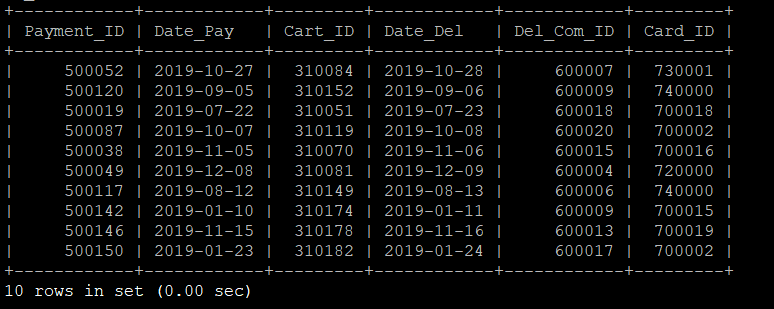 +------------+------------+---------+------------+------------+---------+
| Payment_ID | Date_Pay   | Cart_ID | Date_Del   | Del_Com_ID | Card_ID |
+------------+------------+---------+------------+------------+---------+
|     500052 | 2019-10-27 |  310084 | 2019-10-28 |     600007 |  730001 |
|     500120 | 2019-09-05 |  310152 | 2019-09-06 |     600009 |  740000 |
|     500019 | 2019-07-22 |  310051 | 2019-07-23 |     600018 |  700018 |
|     500087 | 2019-10-07 |  310119 | 2019-10-08 |     600020 |  700002 |
|     500038 | 2019-11-05 |  310070 | 2019-11-06 |     600015 |  700016 |
|     500049 | 2019-12-08 |  310081 | 2019-12-09 |     600004 |  720000 |
|     500117 | 2019-08-12 |  310149 | 2019-08-13 |     600006 |  740000 |
|     500142 | 2019-01-10 |  310174 | 2019-01-11 |     600009 |  700015 |
|     500146 | 2019-11-15 |  310178 | 2019-11-16 |     600013 |  700019 |
|     500150 | 2019-01-23 |  310182 | 2019-01-24 |     600017 |  700002 |
+------------+------------+---------+------------+------------+---------+
10 rows in set (0.00 sec)